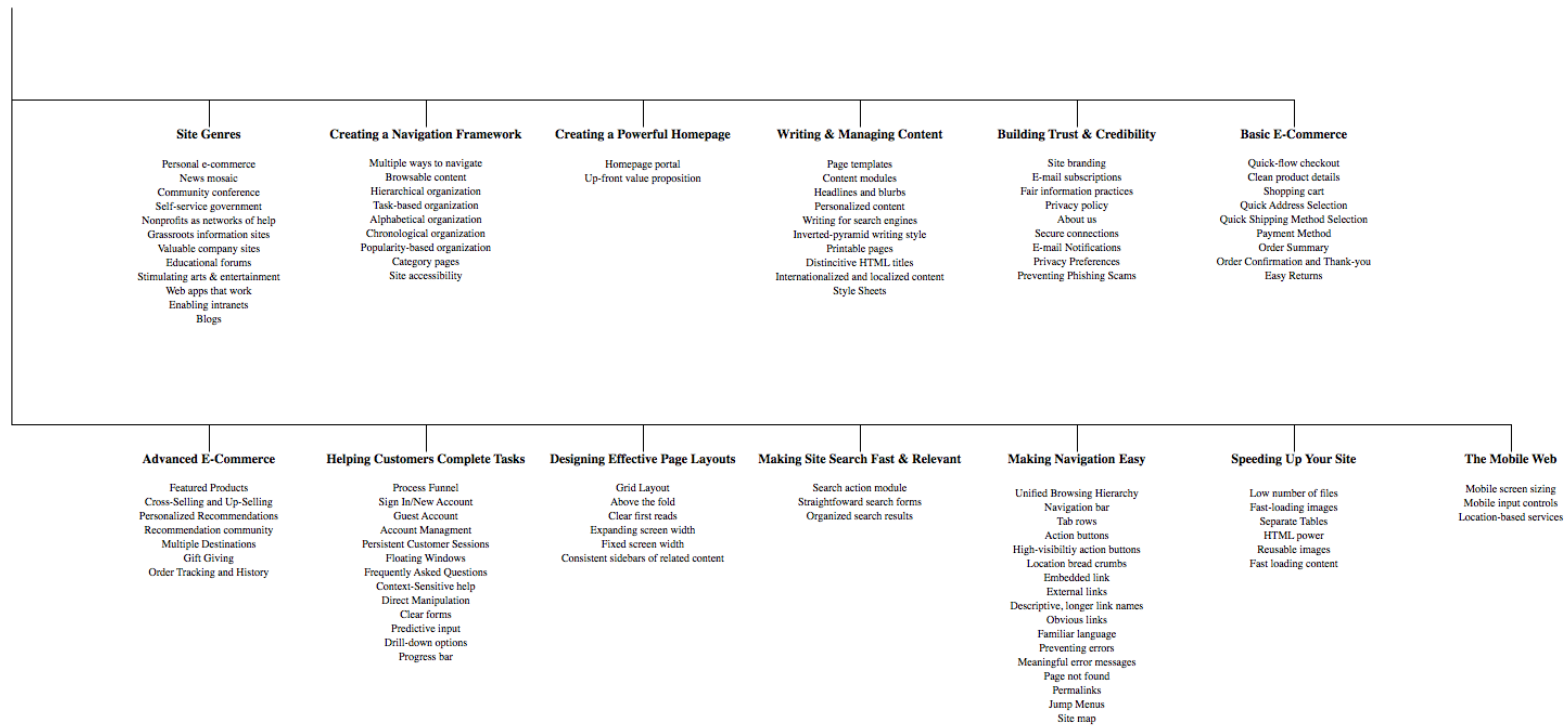 Site Genres
Personal e-commerce
News mosaic
Community conference
Self-service government
Nonprofits as networks of help
Grassroots information sites
Valuable company sites
Educational forums
Stimulating arts & entertainment
Web apps that work
Enabling intranets
Blogs
Creating a Navigation Framework
Multiple ways to navigate
Browsable content
Hierarchical organization
Task-based organization
Alphabetical organization
Chronological organization
Popularity-based organization
Category pages
Site accessibility
Creating a Powerful Homepage
Homepage portal
Up-front value proposition
Writing & Managing Content
Page templates
Content modules
Headlines and blurbs
Personalized content
Writing for search engines
Inverted-pyramid writing style
Printable pages
Distincitive HTML titles
Internationalized and localized content
Style Sheets
Building Trust & Credibility
Site branding
E-mail subscriptions
Fair information practices
Privacy policy
About us
Secure connections
E-mail Notifications
Privacy Preferences
Preventing Phishing Scams
Basic E-Commerce
Quick-flow checkout
Clean product details
Shopping cart
Quick Address Selection
Quick Shipping Method Selection
Payment Method
Order Summary
Order Confirmation and Thank-you
Easy Returns
Advanced E-Commerce
Featured Products
Cross-Selling and Up-Selling
Personalized Recommendations
Recommendation community
Multiple Destinations
Gift Giving
Order Tracking and History
Helping Customers Complete Tasks
Process Funnel
Sign In/New Account
Guest Account
Account Managment
Persistent Customer Sessions
Floating Windows
Frequently Asked Questions
Context-Sensitive help
Direct Manipulation
Clear forms
Predictive input
Drill-down options
Progress bar
Designing Effective Page Layouts
Grid Layout
Above the fold
Clear first reads
Expanding screen width
Fixed screen width
Consistent sidebars of related content
Making Site Search Fast & Relevant
Search action module
Straightfoward search forms
Organized search results
Making Navigation Easy
Unified Browsing Hierarchy
Navigation bar
Tab rows
Action buttons
High-visibiltiy action buttons
Location bread crumbs
Embedded link
External links
Descriptive, longer link names
Obvious links
Familiar language
Preventing errors
Meaningful error messages
Page not found
Permalinks
Jump Menus
Site map
Speeding Up Your Site
Low number of files
Fast-loading images
Separate Tables
HTML power
Reusable images
Fast loading content
The Mobile Web
Mobile screen sizing
Mobile input controls
Location-based services